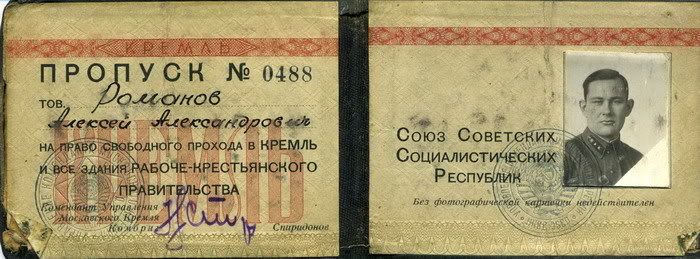 КРЕМЛЬ
ПРОПУСК № 0488
ТОВ. Романов
Алексей Александрович
НА ПРАВО СВОБОДНОГО ПРОХОДА В КРЕМЛЬ
И ВСЕ ЗДАНИЯ РАБОЧЕ-КРЕСТЬЯНСКОГО
ПРАВИТЕЛЬСТВА
КРЕМЛЬ
Комендант Управления
Московского Кремля
Комбриг
Спиридонов
Союз Советских
Социалистических
Республик
Без фотографической карточки недействителен